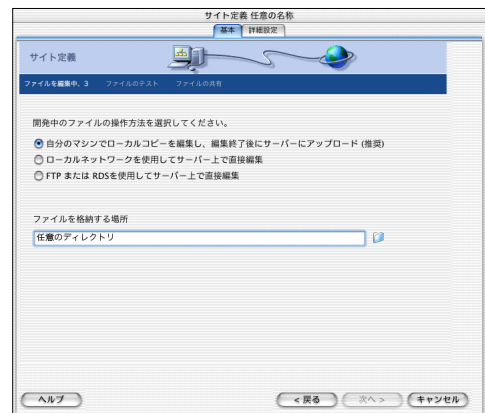 サイト定義 任意の名称
基本 詳細設定
サイト定義
ファイルを編集中、3 ファイルのテスト ファイルの共有
開発中のファイルの操作方法を選択してください。
自分のマシンでローカルコピーを編集し、編集終了後にサーバーにアップロード (推奨)
ローカルネットワークを使用してサーバー上で直接編集
FTP または RDSを使用してサーバー上で直接編集
ファイルを格納する場所
任意のディレクトリ
ヘルプ <戻る 次へ> キャンセル